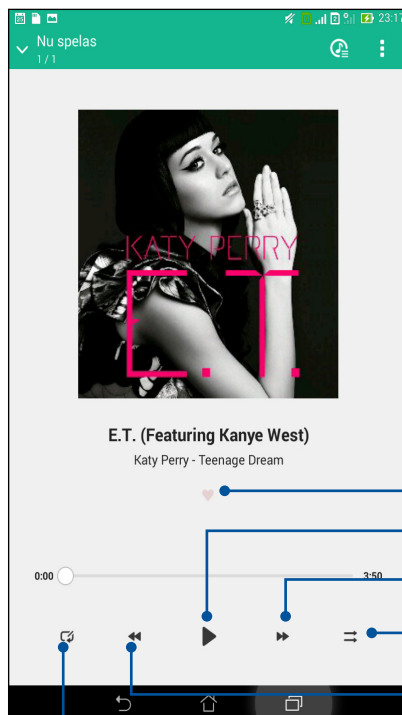 23:17
Nu spelas
1 / 1
KATY PERRY
E.T.
E.T. (Featuring Kanye West)
Katy Perry - Teenage Dream
0:00
3:50